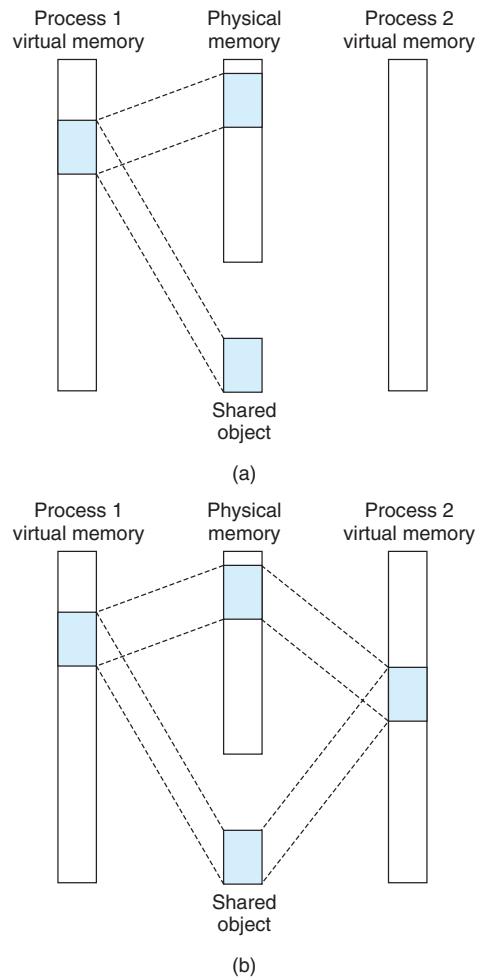 Process 1
virtual memory
Physical
memory
Process 2
virtual memory
Shared
object
(a)
Process 1
virtual memory
Physical
memory
Process 2
virtual memory
Shared
object
(b)